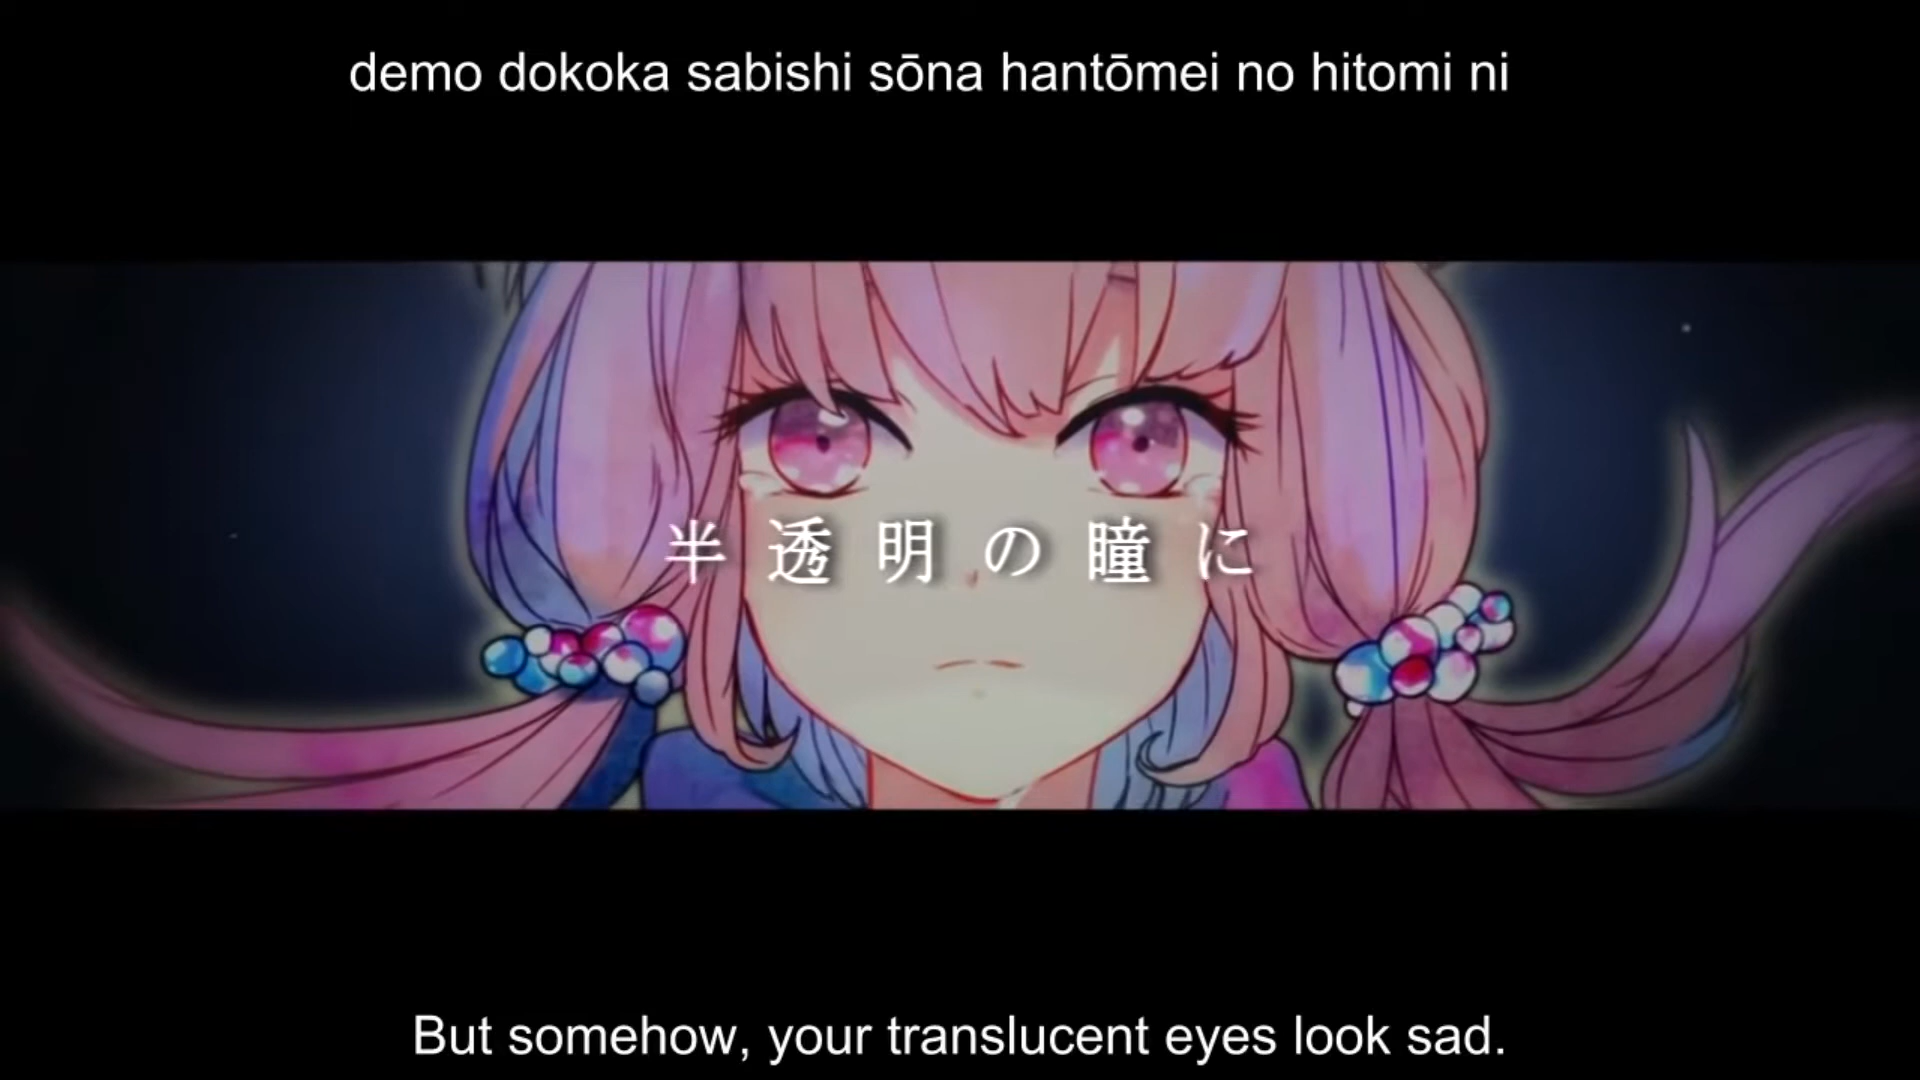 demo dokoka sabishi sōna hantōmei no hitomi ni
半透明の瞳に
But somehow, your translucent eyes look sad.